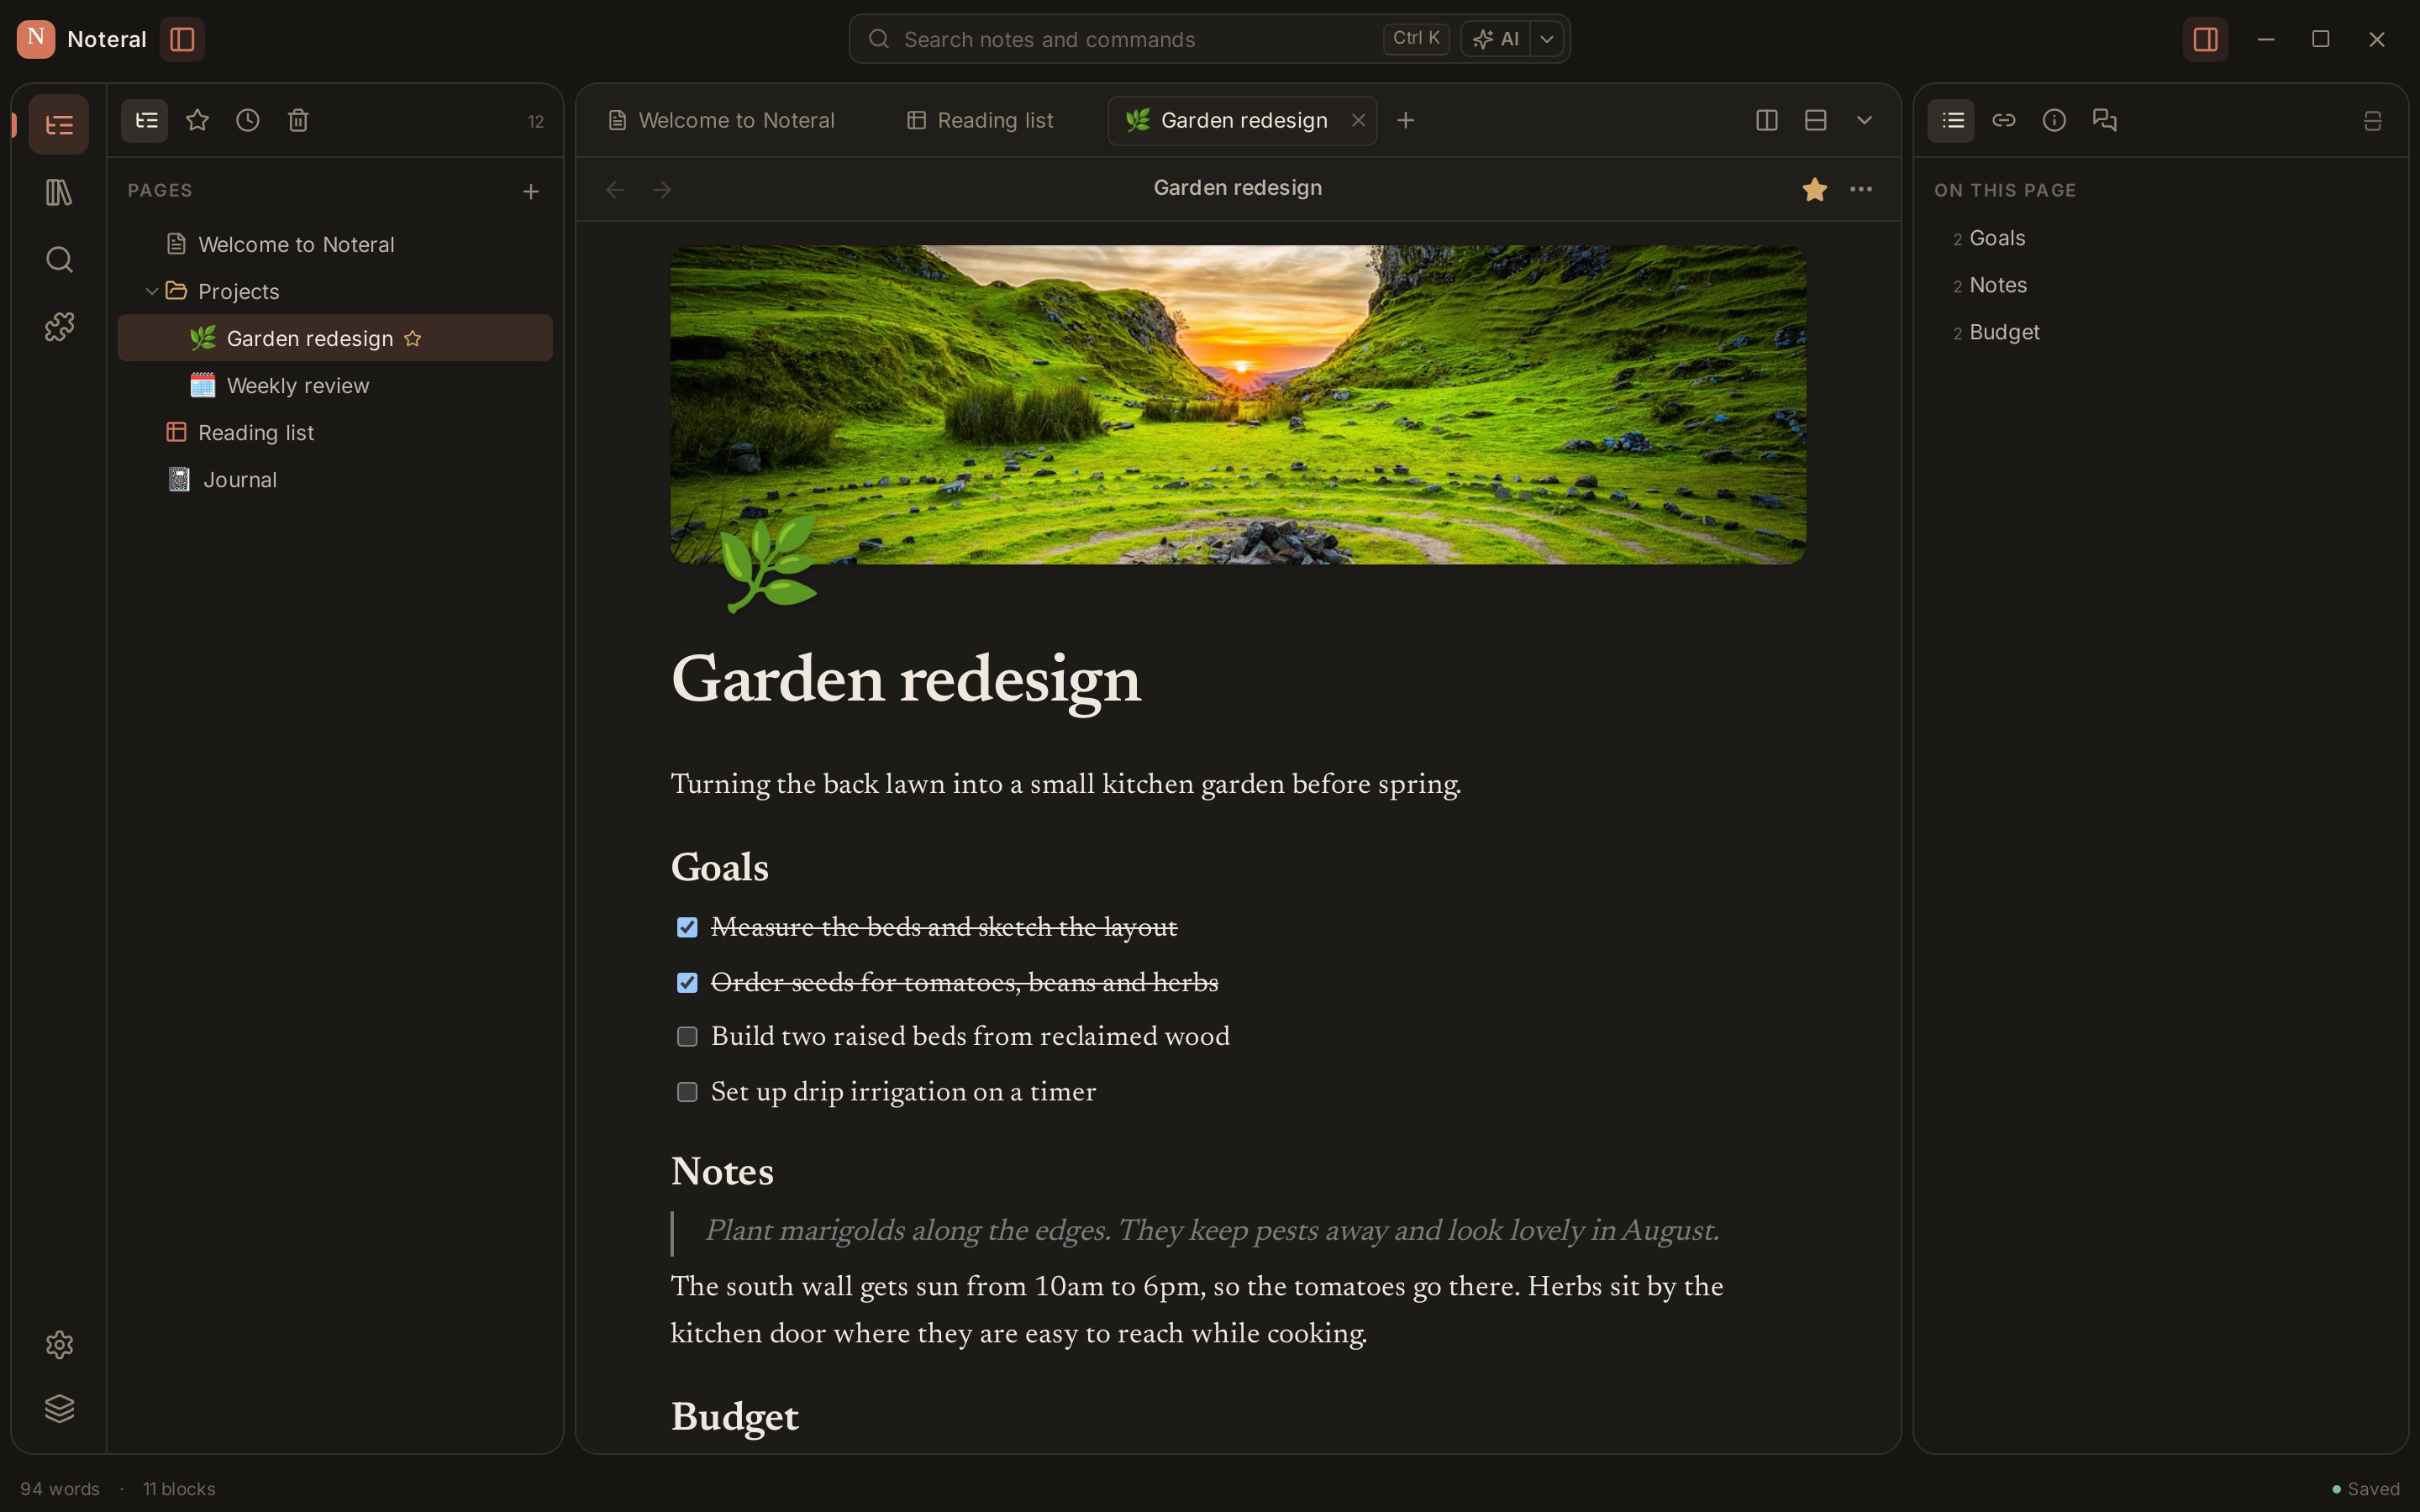 N Noteral
Search notes and commands Ctrl K AI
12
PAGES
Welcome to Noteral
Projects
Garden redesign
Weekly review
Reading list
Journal
Welcome to Noteral Reading list Garden redesign
Garden redesign
Garden redesign
Turning the back lawn into a small kitchen garden before spring.
Goals
Measure the beds and sketch the layout
Order seeds for tomatoes, beans and herbs
Build two raised beds from reclaimed wood
Set up drip irrigation on a timer
Notes
Plant marigolds along the edges. They keep pests away and look lovely in August.
The south wall gets sun from 10am to 6pm, so the tomatoes go there. Herbs sit by the
kitchen door where they are easy to reach while cooking.
Budget
ON THIS PAGE
2 Goals
2 Notes
2 Budget
94 words · 11 blocks
Saved